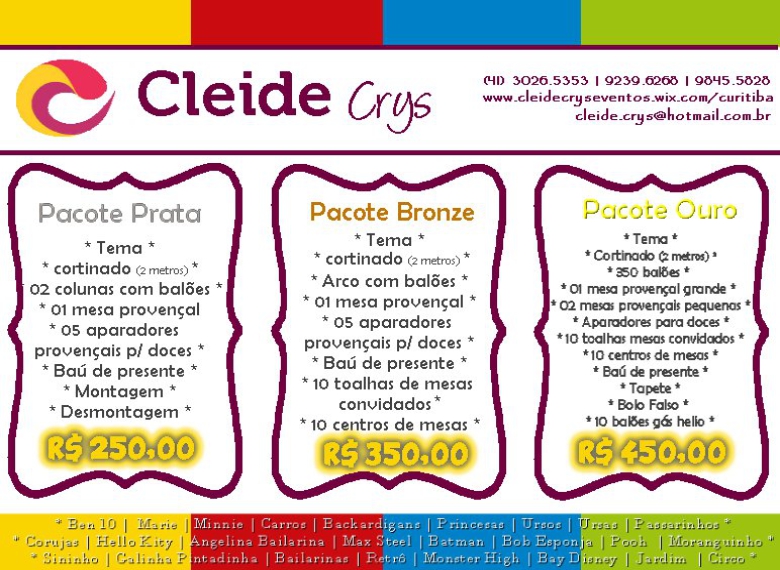 Cleide Crys
(41) 3026.5353 | 9239.6268 | 9845.5828
www.cleidecryseventos.wix.com/curitiba
cleide.crys@hotmail.com.br
Pacote Prata
* Tema *
* cortinado (2 metros) *
02 colunas com balões *
* 01 mesa provençal
* 05 aparadores
provençais p/ doces *
* Baú de presente *
* Montagem *
* Desmontagem *
R$ 250,00
Pacote Bronze
* Tema *
* cortinado (2 metros) *
* Arco com balões *
* 01 mesa provençal *
* 05 aparadores
provençais p/ doces *
* Baú de presente *
* 10 toalhas de mesas
convidados *
* 10 centros de mesas *
R$ 350,00
Pacote Ouro
* Tema *
* Cortinado (2 metros) *
* 350 balões *
* 01 mesa provençal grande *
* 02 mesas provençais pequenas *
* Aparadores para doces *
*10 toalhas mesas convidados *
*10 centros de mesas *
* Baú de presente *
* Tapete *
* Bolo Falso *
*10 balões gás helio *
R$ 450,00
* Ben 10 | Marie | Minnie | Carros | Backardigans | Princesas | Ursos | Ursas | Passarinhos *
* Corujas | Hello Kity | Angelina Bailarina | Max Steel | Batman | Bob Esponja | Pooh | Moranguinho *
* Sininho | Galinha Pintadinha | Bailarinas | Retrô | Monster High | Bay Disney | Jardim | Circo *